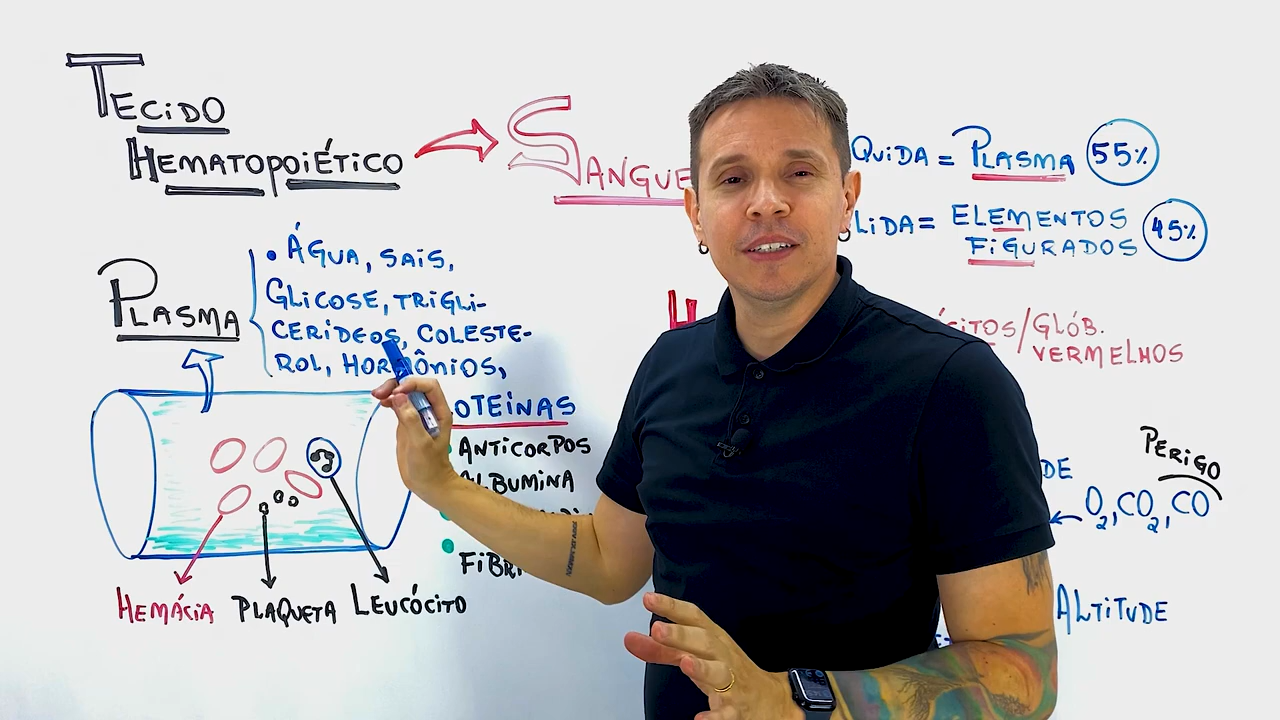 TECIDO
HEMATOPOIÉTICO
SANGUE
QUIDA = PLASMA 55%
LIDA = ELEMENTOS
FIGURADOS 45%
PLASMA
• ÁGUA, SAIS,
GLICOSE, TRIGLI-
CERÍDEOS, COLESTE-
ROL, HORMÔNIOS,
OTEÍNAS
ANTICORPOS
ALBUMINA
FIBRI
HEMÁCIA PLAQUETA LEUCÓCITO
H
CITOS/GLÓB.
VERMELHOS
PERIGO
DE
O2, CO2, CO
ALTITUDE